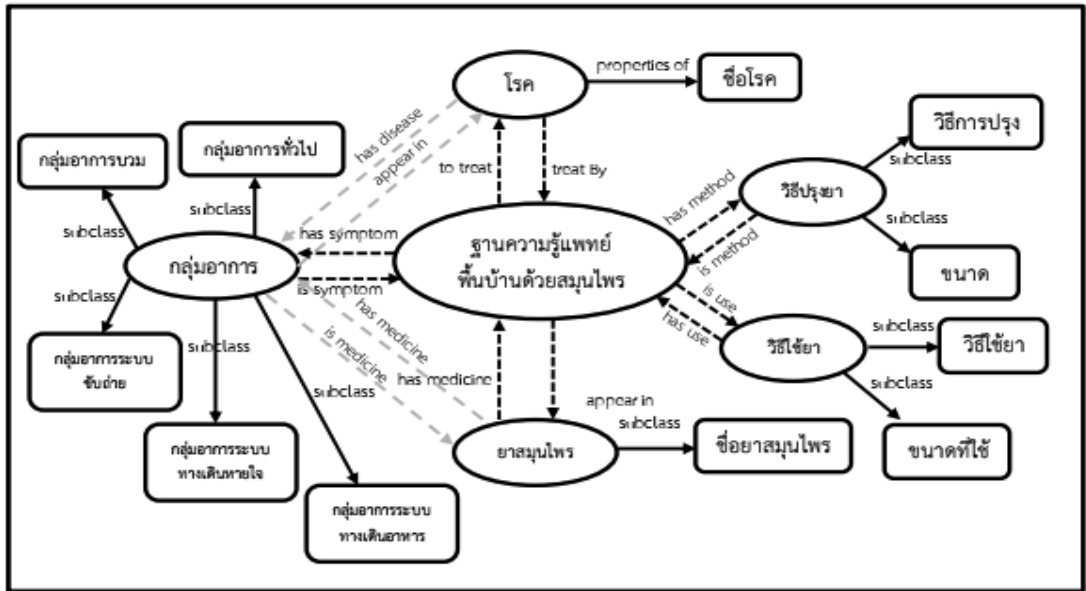 โรค
properties of
ชื่อโรค
has disease
appear in
to treat
treat By
กลุ่มอาการบวม
กลุ่มอาการทั่วไป
subclass
subclass
กลุ่มอาการ
has symptom
is symptom
ฐานความรู้แพทย์
พื้นบ้านด้วยสมุนไพร
has method
is method
วิธีปรุงยา
subclass
วิธีการปรุง
subclass
ขนาด
is use
has use
วิธีใช้ยา
subclass
วิธีใช้ยา
subclass
ขนาดที่ใช้
subclass
กลุ่มอาการระบบ
ขับถ่าย
subclass
กลุ่มอาการระบบ
ทางเดินหายใจ
subclass
กลุ่มอาการระบบ
ทางเดินอาหาร
has medicine
is medicine
has medicine
appear in
ยาสมุนไพร
subclass
ชื่อยาสมุนไพร